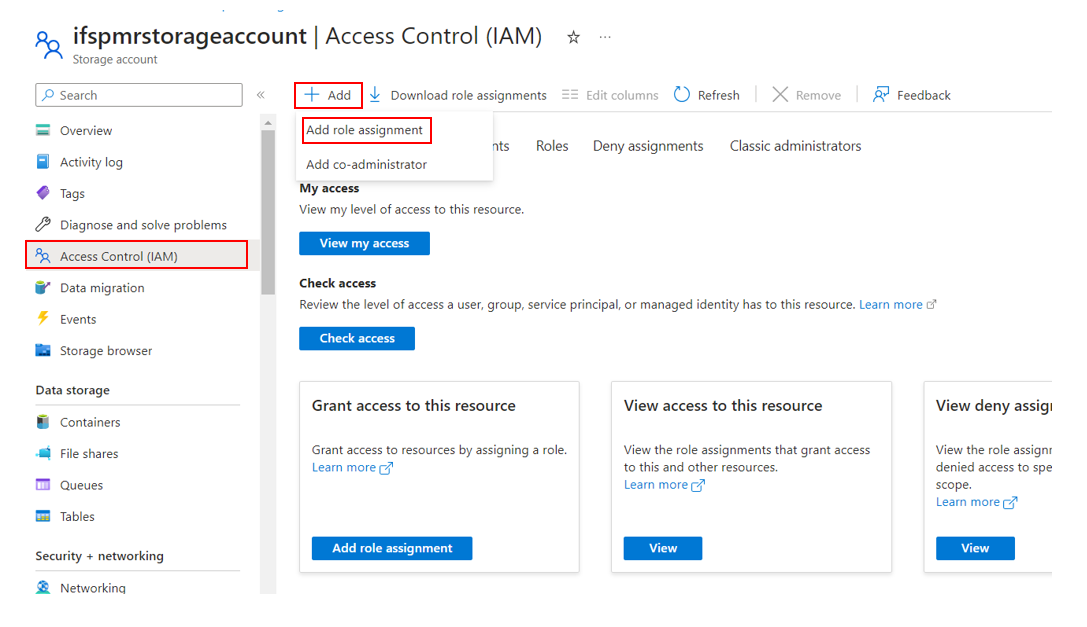 ifspmrstorageaccount | Access Control (IAM)
Storage account
Search
Overview
Activity log
Tags
Diagnose and solve problems
Access Control (IAM)
Data migration
Events
Storage browser
Data storage
Containers
File shares
Queues
Tables
Security + networking
Networking
Add
Download role assignments
Edit columns
Refresh
Remove
Feedback
Add role assignment
Add co-administrator
nts
Roles
Deny assignments
Classic administrators
My access
View my level of access to this resource.
View my access
Check access
Review the level of access a user, group, service principal, or managed identity has to this resource. Learn more
Check access
Grant access to this resource
Grant access to resources by assigning a role.
Learn more
Add role assignment
View access to this resource
View the role assignments that grant access
to this and other resources.
Learn more
View
View deny assig
View the role assignr
denied access to spe
scope.
Learn more
View